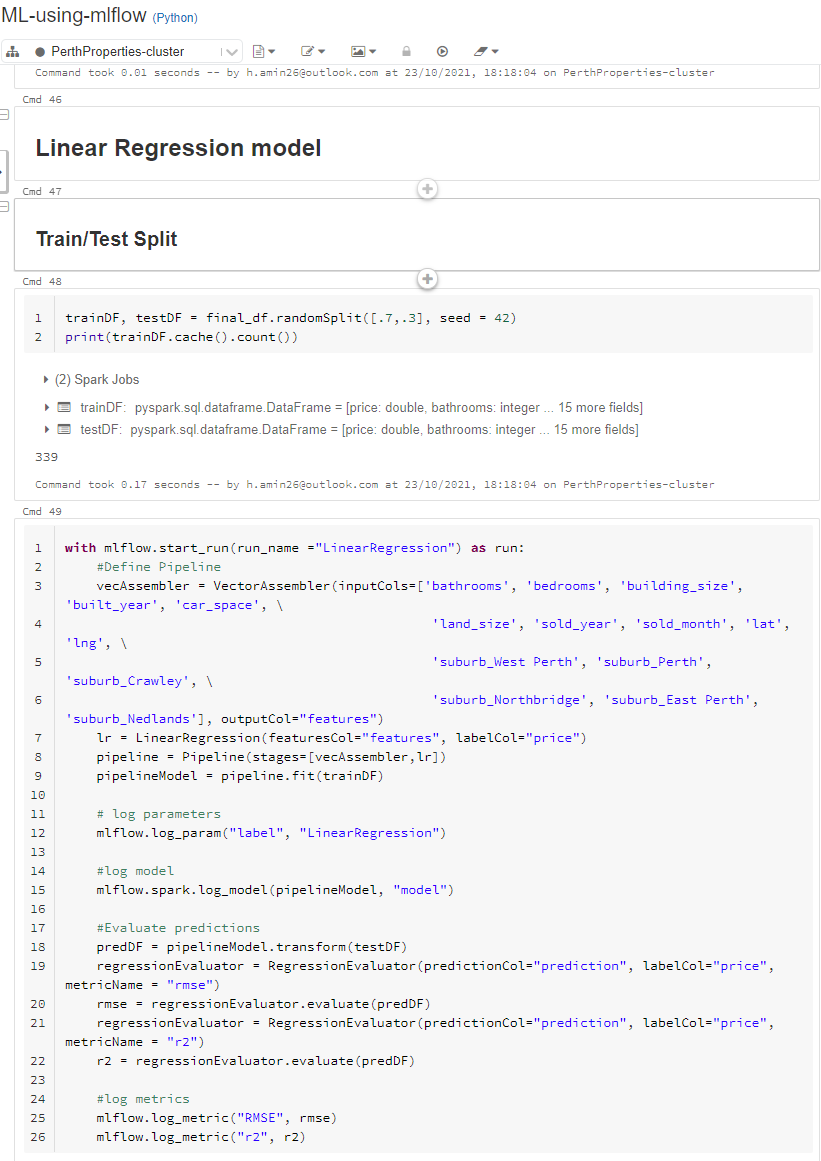 ML-using-mlflow (Python)
PerthProperties-cluster
Command took 0.01 seconds -- by h.amin26@outlook.com at 23/10/2021, 18:18:04 on PerthProperties-cluster
Cmd 46
Linear Regression model
Cmd 47
Train/Test Split
Cmd 48
1 trainDF, testDF = final_df.randomSplit([.7,.3], seed = 42)
2 print(trainDF.cache().count())
(2) Spark Jobs
trainDF: pyspark.sql.dataframe.DataFrame = [price: double, bathrooms: integer ... 15 more fields]
testDF: pyspark.sql.dataframe.DataFrame = [price: double, bathrooms: integer ... 15 more fields]
339
Command took 0.17 seconds -- by h.amin26@outlook.com at 23/10/2021, 18:18:04 on PerthProperties-cluster
Cmd 49
1 with mlflow.start_run(run_name ="LinearRegression") as run:
2 #Define Pipeline
3 vecAssembler = VectorAssembler(inputCols=['bathrooms', 'bedrooms', 'building_size',
'built_year', 'car_space', \
4 'land_size', 'sold_year', 'sold_month', 'lat',
'lng', \
5 'suburb_West Perth', 'suburb_Perth',
'suburb_Crawley', \
6 'suburb_Northbridge', 'suburb_East Perth',
'suburb_Nedlands'], outputCol="features")
7 lr = LinearRegression(featuresCol="features", labelCol="price")
8 pipeline = Pipeline(stages=[vecAssembler,lr])
9 pipelineModel = pipeline.fit(trainDF)
10
11 # log parameters
12 mlflow.log_param("label", "LinearRegression")
13
14 #log model
15 mlflow.spark.log_model(pipelineModel, "model")
16
17 #Evaluate predictions
18 predDF = pipelineModel.transform(testDF)
19 regressionEvaluator = RegressionEvaluator(predictionCol="prediction", labelCol="price",
metricName = "rmse")
20 rmse = regressionEvaluator.evaluate(predDF)
21 regressionEvaluator = RegressionEvaluator(predictionCol="prediction", labelCol="price",
metricName = "r2")
22 r2 = regressionEvaluator.evaluate(predDF)
23
24 #log metrics
25 mlflow.log_metric("RMSE", rmse)
26 mlflow.log_metric("r2", r2)